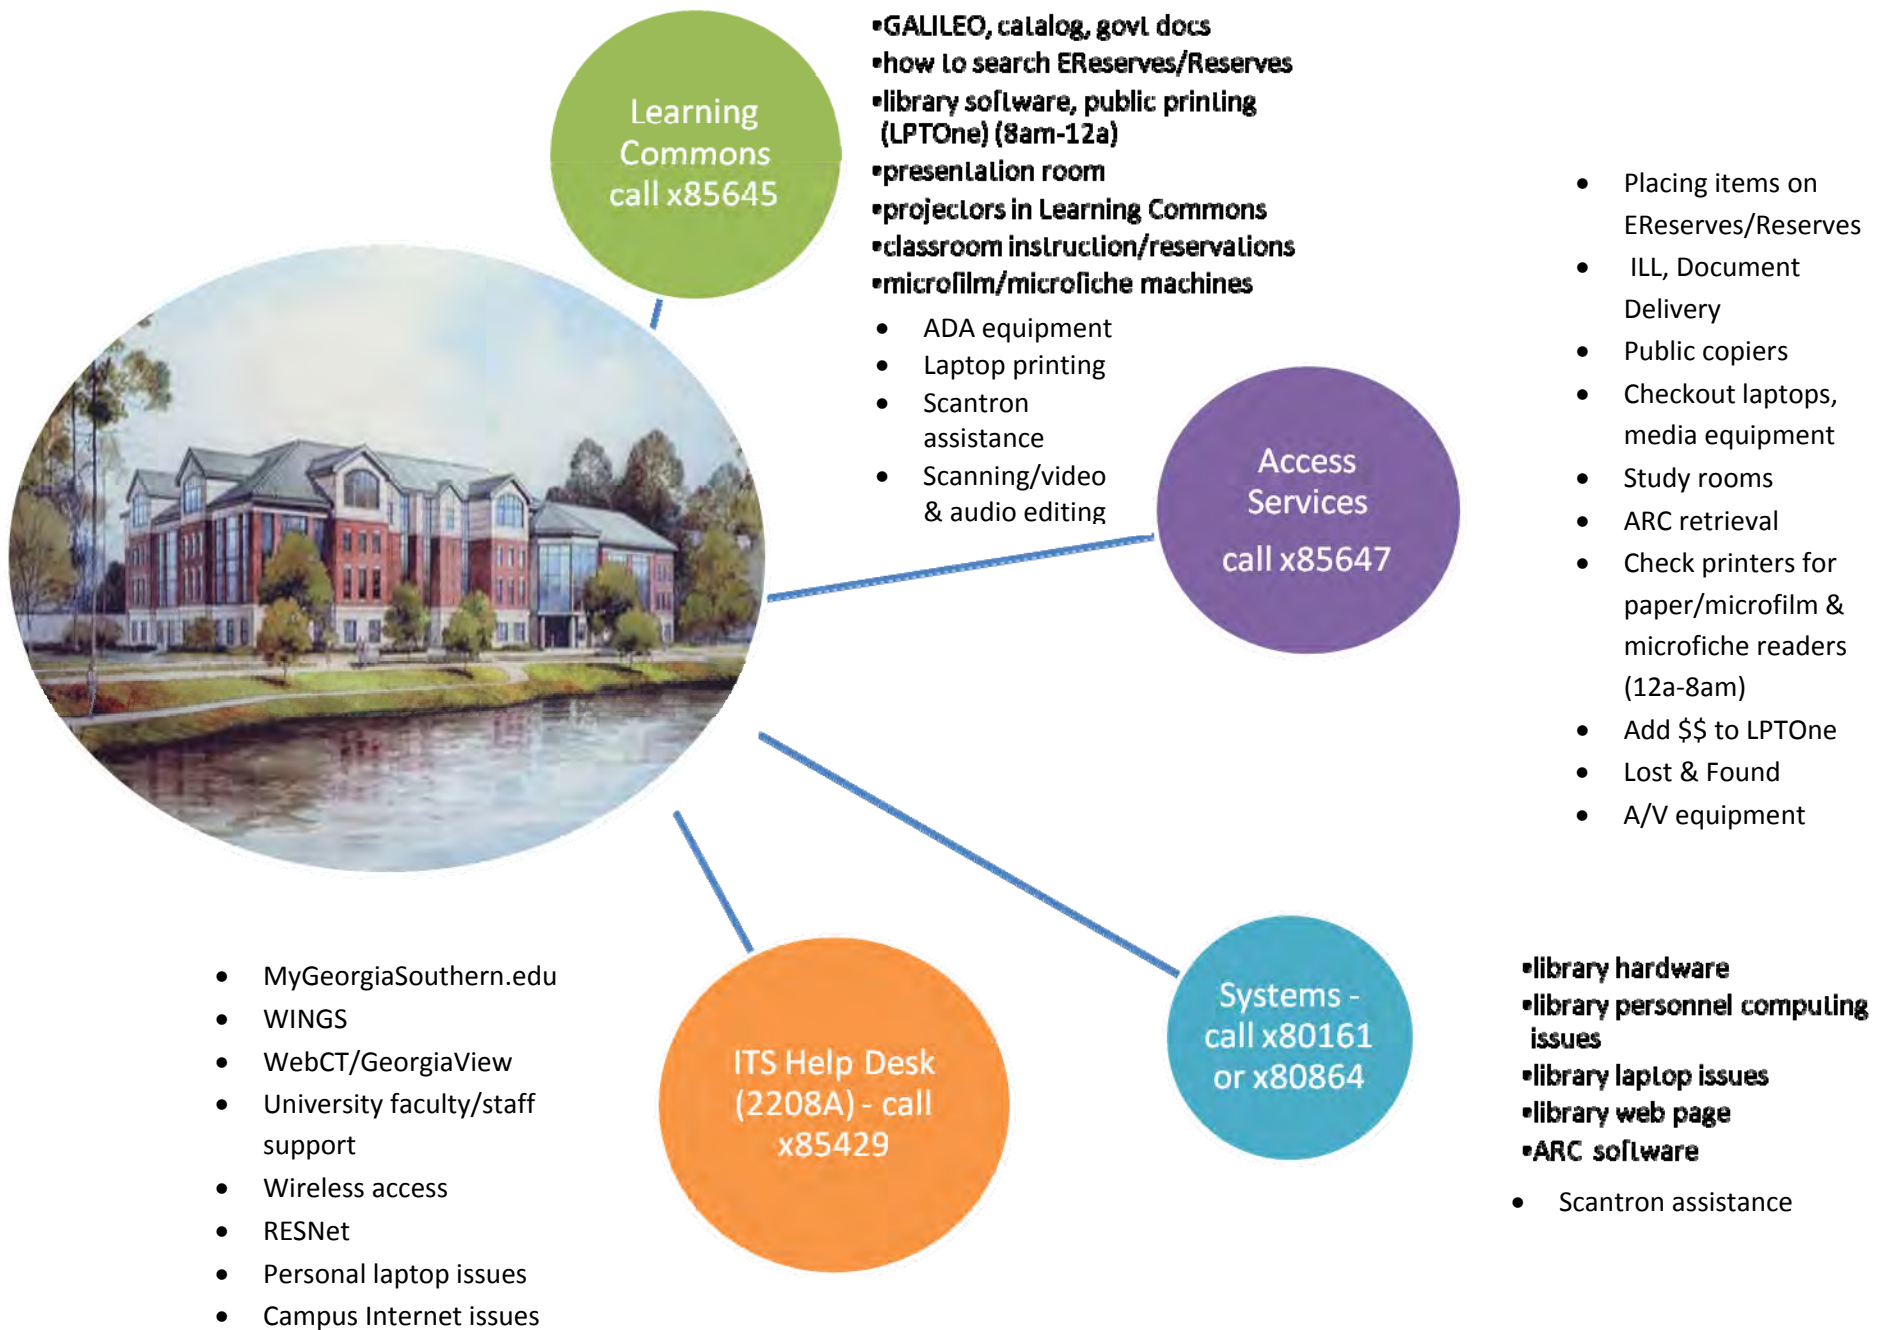 Learning
Commons
call x85645
•GALILEO, catalog, govt docs
•how to search EReserves/Reserves
•library software, public printing
(LPTOne) (8am-12a)
•presentation room
•projectors in Learning Commons
•classroom instruction/reservations
•microfilm/microfiche machines
• ADA equipment
• Laptop printing
• Scantron
assistance
• Scanning/video
& audio editing
Access
Services
call x85647
• Placing items on
EReserves/Reserves
• ILL, Document
Delivery
• Public copiers
• Checkout laptops,
media equipment
• Study rooms
• ARC retrieval
• Check printers for
paper/microfilm &
microfiche readers
(12a-8am)
• Add $$ to LPTOne
• Lost & Found
• A/V equipment
• MyGeorgiaSouthern.edu
• WINGS
• WebCT/GeorgiaView
• University faculty/staff
support
• Wireless access
• RESNet
• Personal laptop issues
• Campus Internet issues
ITS Help Desk
(2208A) - call
x85429
Systems -
call x80161
or x80864
•library hardware
•library personnel computing
issues
•library laptop issues
•library web page
•ARC software
• Scantron assistance